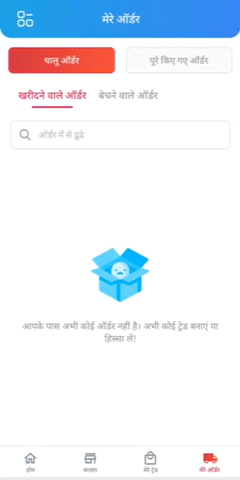 मेरे ऑर्डर
चालू ऑर्डर
पूरे किए गए ऑर्डर
खरीदने वाले ऑर्डर
बेचने वाले ऑर्डर
ऑर्डर में से ढूंढे
आपके पास अभी कोई ऑर्डर नहीं है। अभी कोई ट्रेड बनाएं या
हिस्सा लें!
होम
बाजार
मेरे ट्रेड
मेरे ऑर्डर